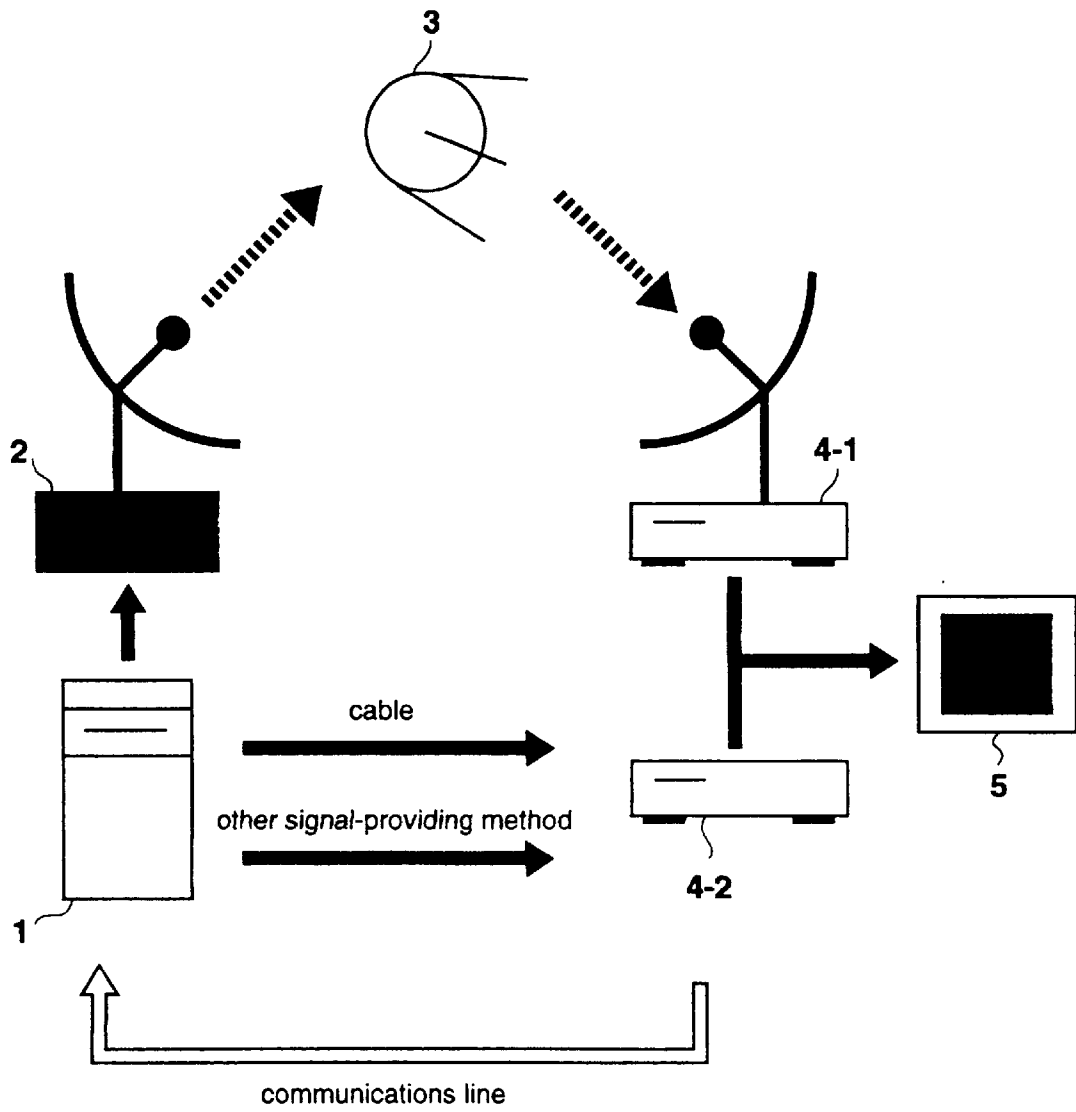 3
2
4-1
cable
5
other signal-providing method
4-2
1
communications line